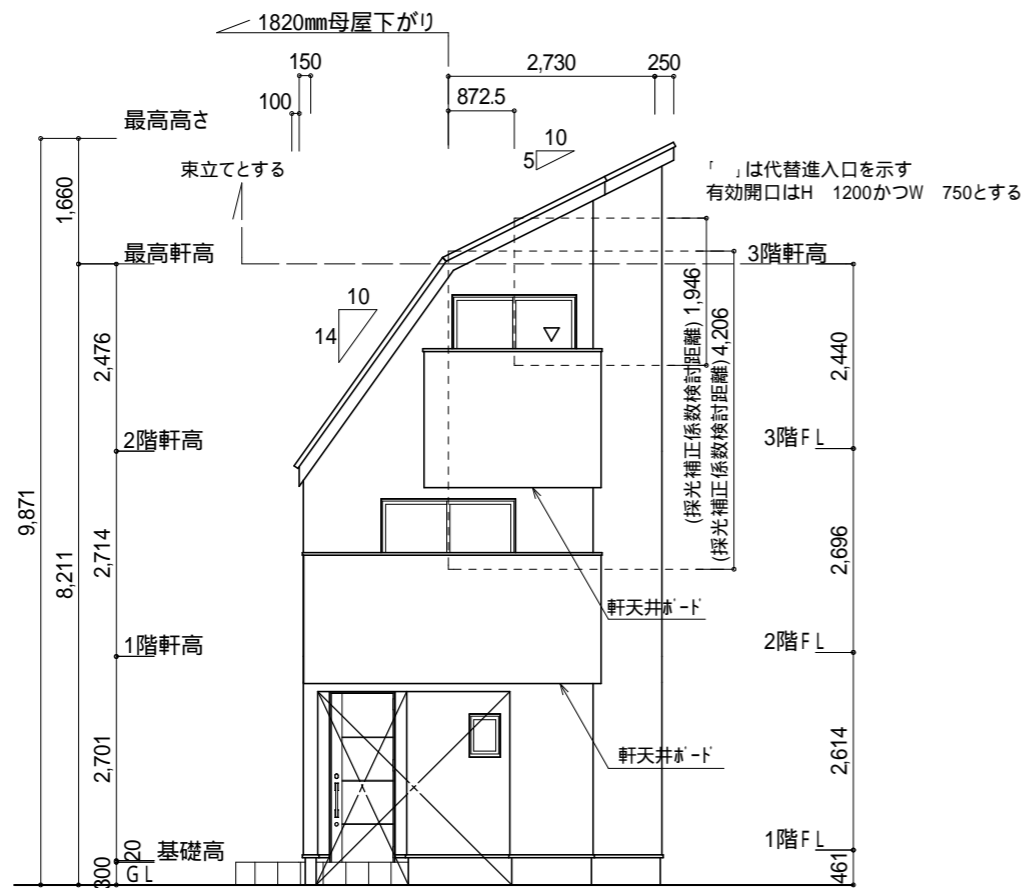 1820mm母屋下がり
150
2,730
250
100
872.5
最高高さ
10
5
束立てとする
「　」は代替進入口を示す
有効開口はH　1200かつW　750とする
1,660
最高軒高
3階軒高
10
14
(採光補正係数検討距離) 1,946
(採光補正係数検討距離) 4,206
2,476
2,440
2階軒高
3階FL
9,871
8,211
2,714
2,696
軒天井ﾎﾞｰﾄﾞ
1階軒高
2階FL
2,701
2,614
軒天井ﾎﾞｰﾄﾞ
20
基礎高
1階FL
300
GL
461